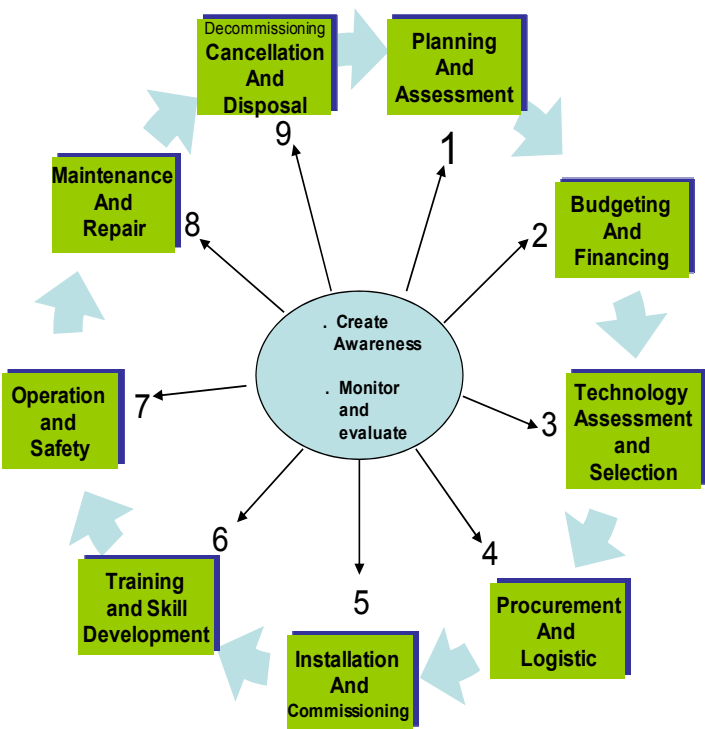 Planning
And
Assessment
1
Budgeting
And
Financing
2
Technology
Assessment
and
Selection
3
Procurement
And
Logistic
4
Installation
And
Commissioning
5
Training
and Skill
Development
6
Operation
and
Safety
7
Maintenance
And
Repair
8
Decommissioning
Cancellation
And
Disposal
9
. Create
Awareness
. Monitor
and
evaluate